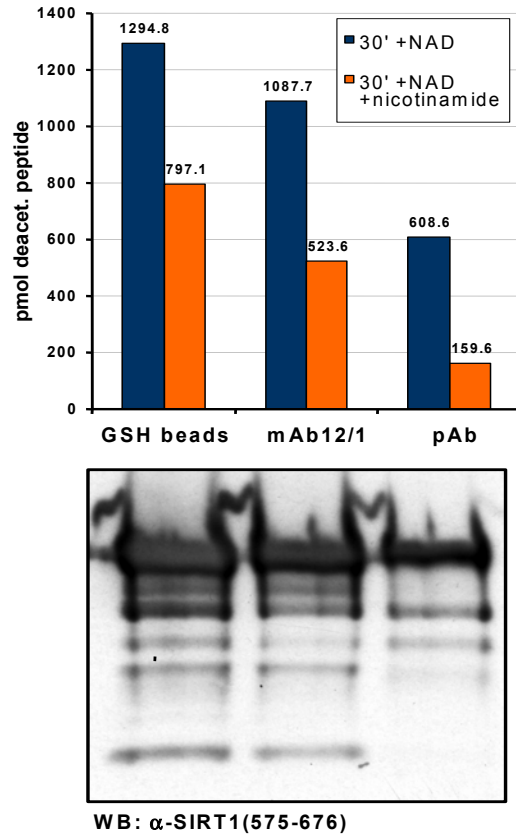 1400
1200
1000
800
600
400
200
0
pmol deacet. peptide
1294.8
797.1
1087.7
523.6
608.6
159.6
30' +NAD
30' +NAD
+nicotinamide
GSH beads mAb12/1 pAb
WB: α-SIRT1(575-676)